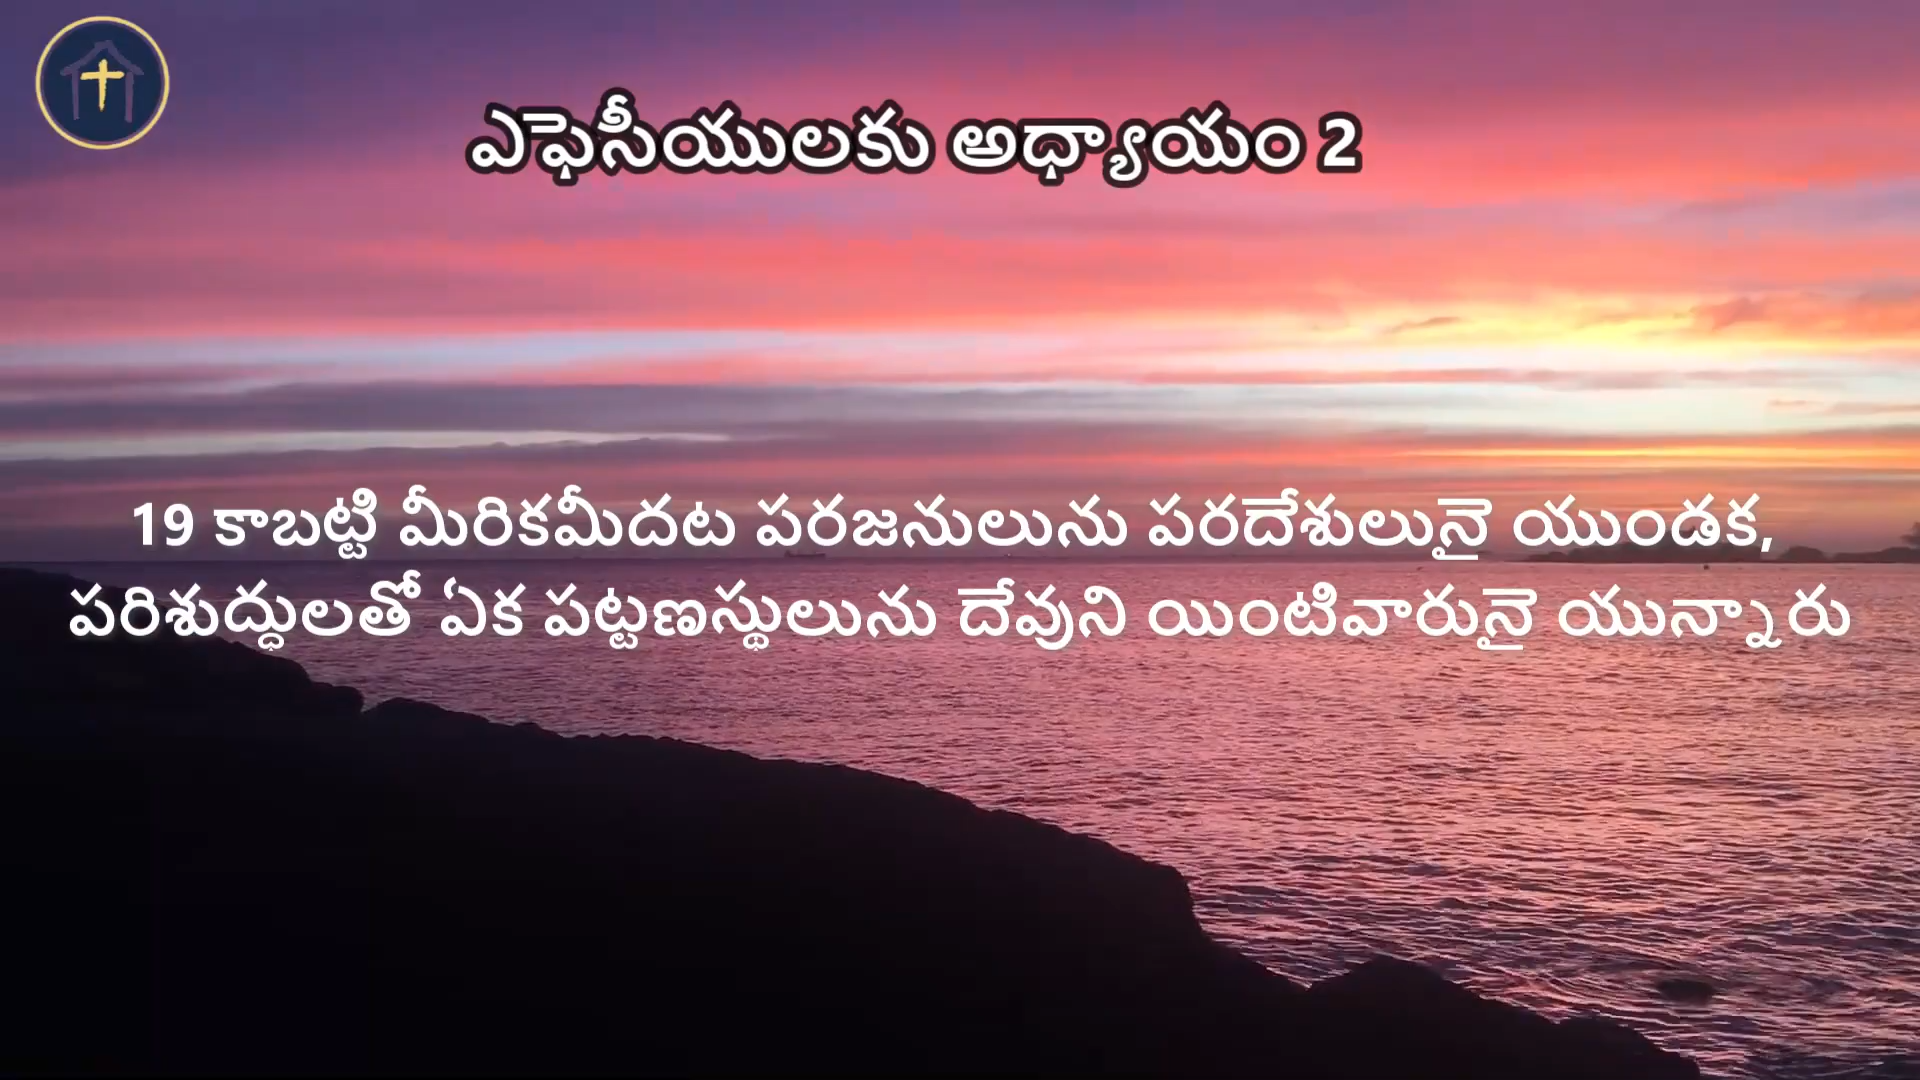 ఎఫెసీయులకు అధ్యాయం 2
19 కాబట్టి మీరికమీదట పరజనులును పరదేశులునై యుండక,
పరిశుద్ధులతో ఏక పట్టణస్థులును దేవుని యింటివారునై యున్నారు